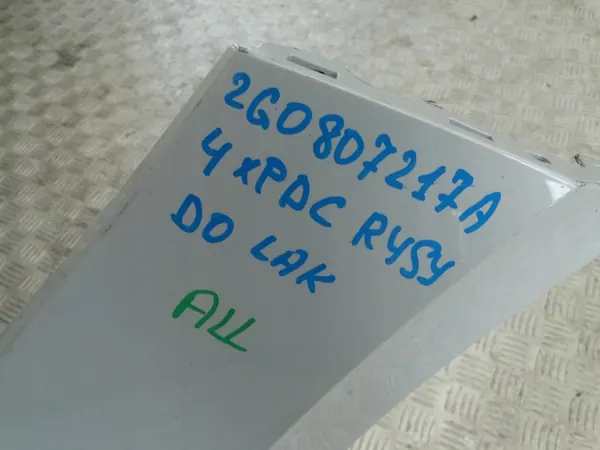 2G0807217A
4xPDC RYSY
DO LAK
ALL